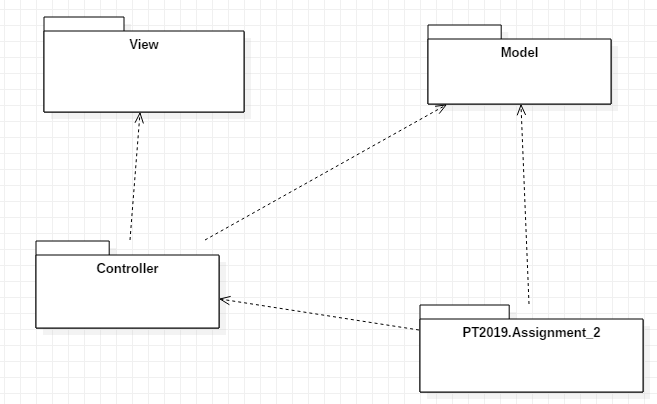 View
Model
Controller
PT2019.Assignment_2